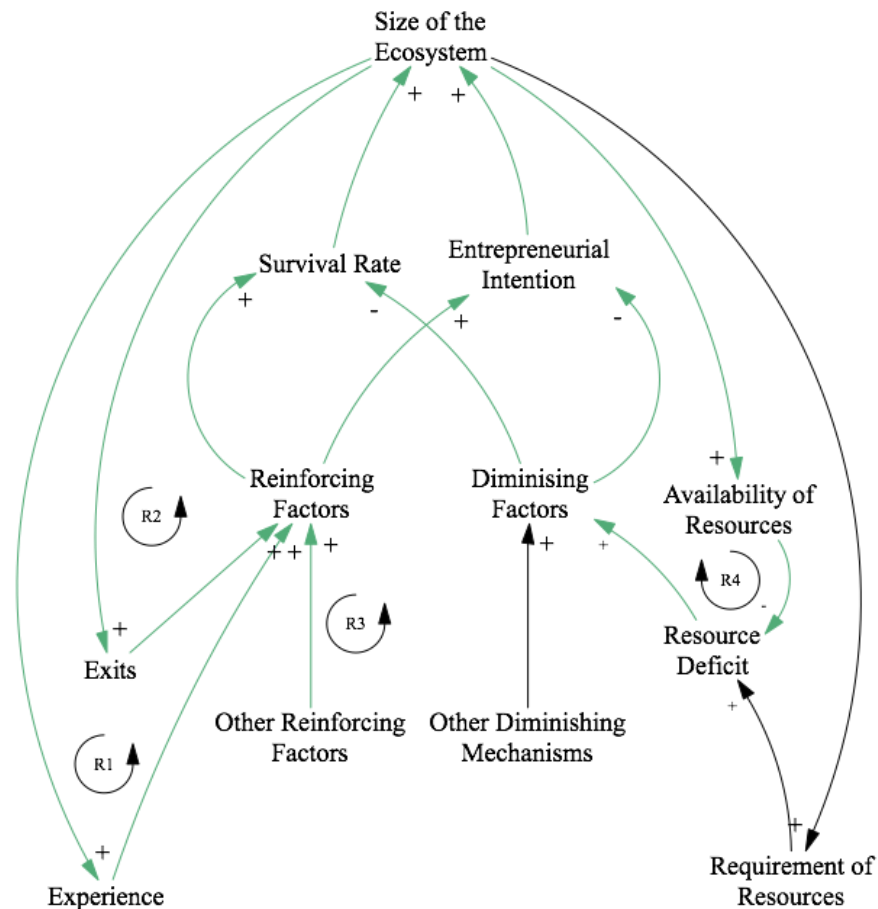 Size of the
Ecosystem
+ +
Survival Rate
Entrepreneurial
Intention
+
-
+
-
Reinforcing
Factors
Diminising
Factors
+
Availability of
Resources
R2
+ + +
+
+
R4
-
R3
+
Exits
Resource
Deficit
+
Other Reinforcing
Factors
Other Diminishing
Mechanisms
R1
+
+
Experience
Requirement of
Resources